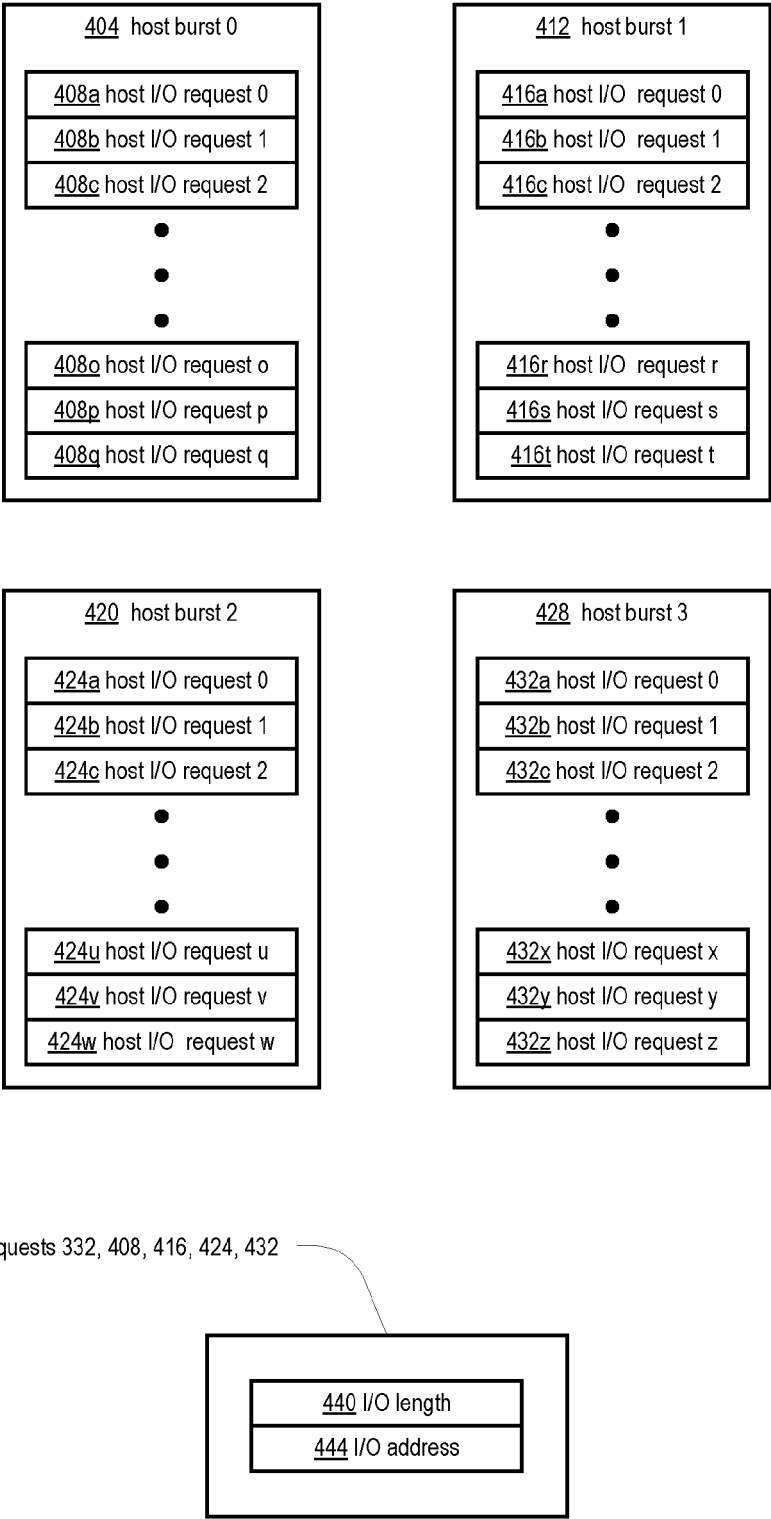 404 host burst 0
408a host I/O request 0
408b host I/O request 1
408c host I/O request 2
408o host I/O request o
408p host I/O request p
408q host I/O request q
412 host burst 1
416a host I/O request 0
416b host I/O request 1
416c host I/O request 2
416r host I/O request r
416s host I/O request s
416t host I/O request t
420 host burst 2
424a host I/O request 0
424b host I/O request 1
424c host I/O request 2
424u host I/O request u
424v host I/O request v
424w host I/O request w
428 host burst 3
432a host I/O request 0
432b host I/O request 1
432c host I/O request 2
432x host I/O request x
432y host I/O request y
432z host I/O request z
quests 332, 408, 416, 424, 432
440 I/O length
444 I/O address